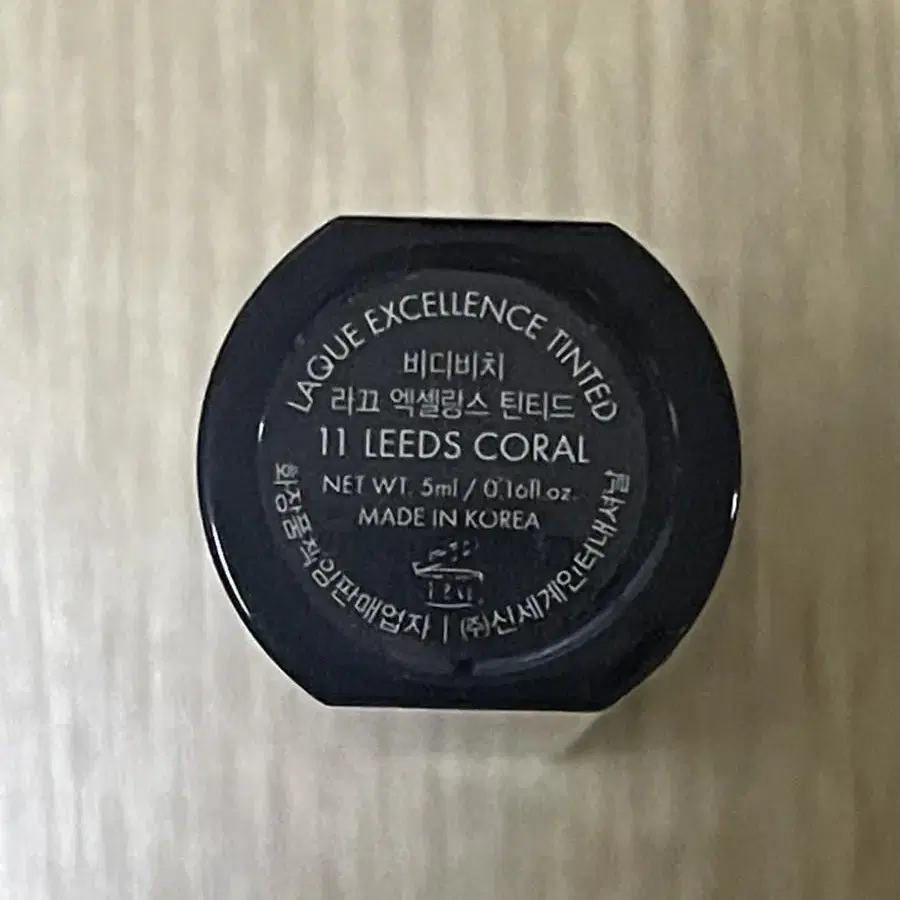 LAQUE EXCELLENCE TINTED
비디비치
라끄 엑셀랑스 틴티드
11 LEEDS CORAL
NET WT. 5ml / 0.16fl.oz.
MADE IN KOREA
화장품책임판매업자 | (주)신세계인터내셔날